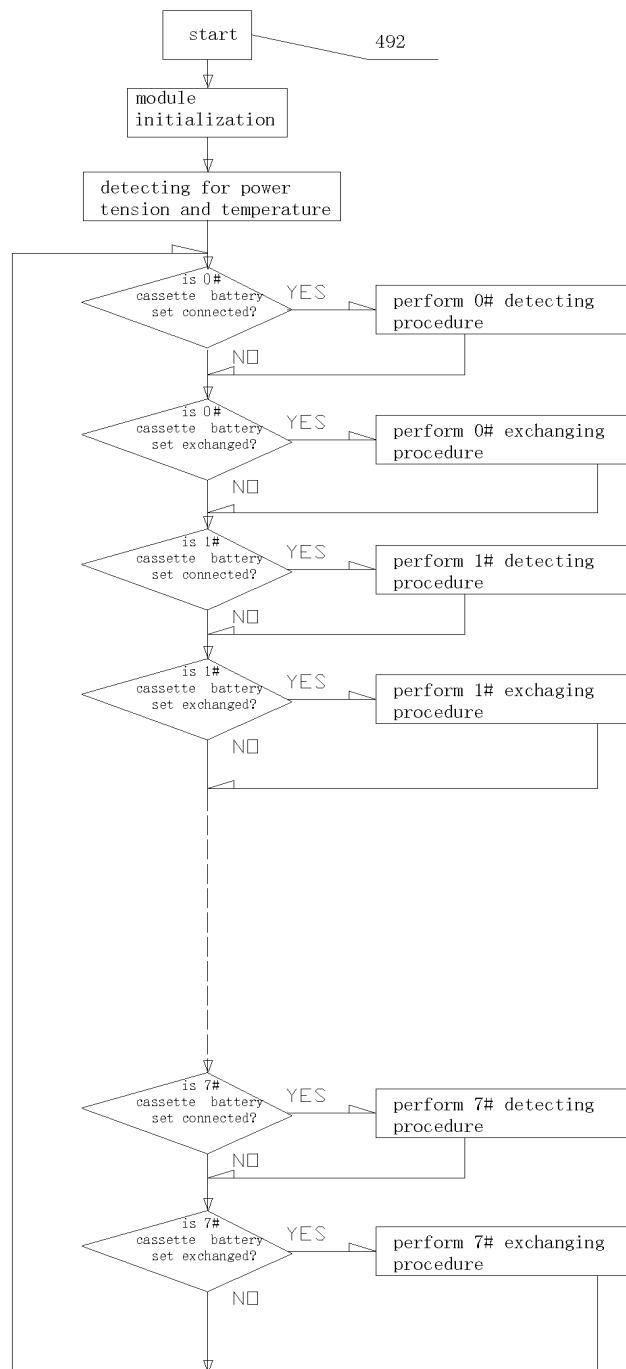 start
492
module
initialization
detecting for power
tension and temperature
is 0#
cassette battery
set connected?
YES
perform 0# detecting
procedure
NO
is 0#
cassette battery
set exchanged?
YES
perform 0# exchanging
procedure
NO
is 1#
cassette battery
set connected?
YES
perform 1# detecting
procedure
NO
is 1#
cassette battery
set exchanged?
YES
perform 1# exchaging
procedure
NO
is 7#
cassette battery
set connected?
YES
perform 7# detecting
procedure
NO
is 7#
cassette battery
set exchanged?
YES
perform 7# exchanging
procedure
NO